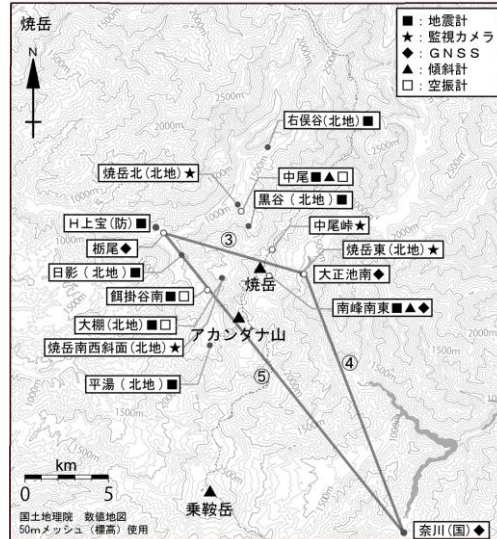 焼岳
N
■：地震計
★：監視カメラ
◆：ＧＮＳＳ
▲：傾斜計
□：空振計
2000m
2500m
2000m
右俣谷（北地）■
焼岳北（北地）★
中尾■▲□
黒谷（北地）■
Ｈ上宝（防）■
③
中尾峠★
栃尾◆
焼岳東（北地）★
日影（北地）■
焼岳
大正池南◆
餌掛谷南■□
南峰南東■▲◆
大棚（北地）■□
アカンダナ山
焼岳南西斜面（北地）★
④
⑤
平湯（北地）■
1500m
1500m
km
0 5
乗鞍岳
国土地理院　数値地図
50mメッシュ（標高）使用
奈川（国）◆